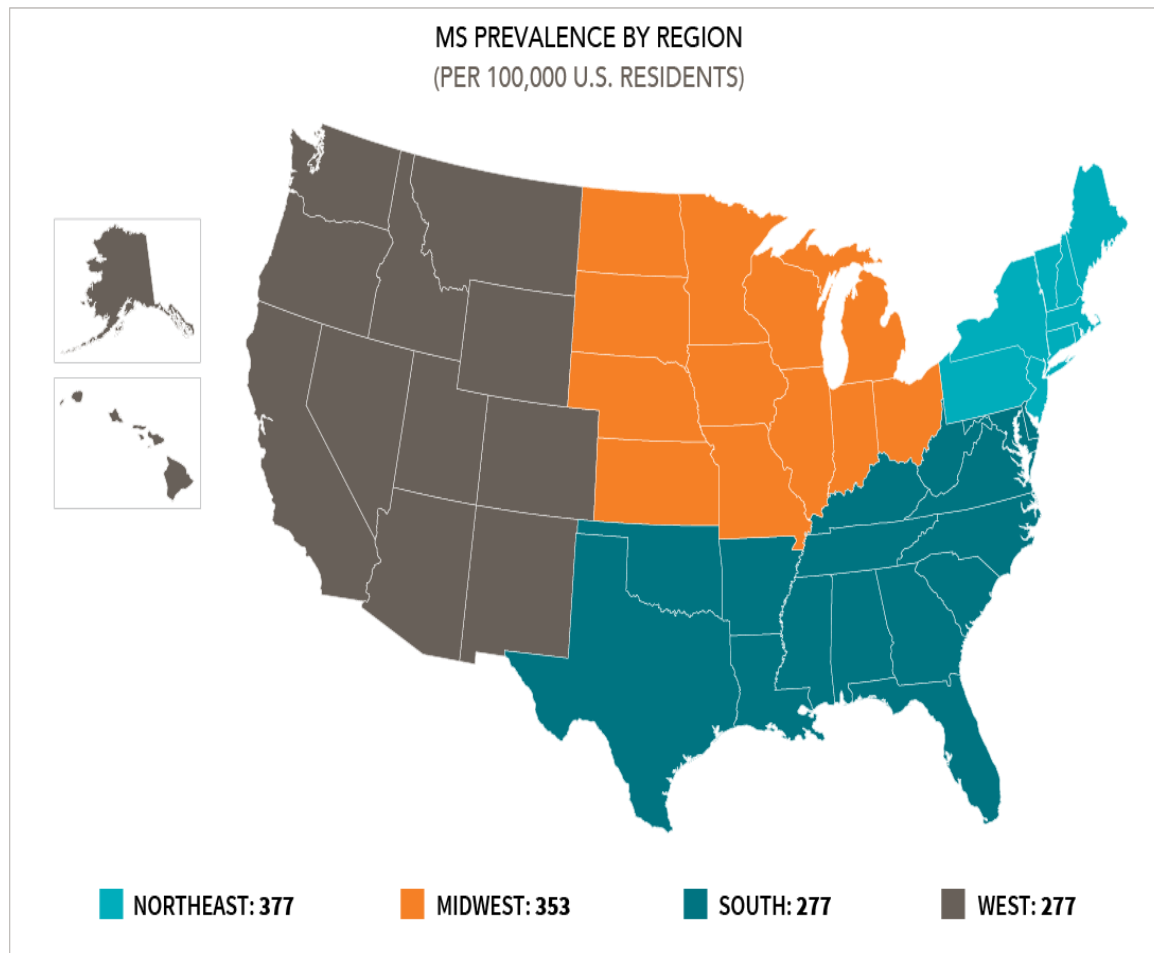 MS PREVALENCE BY REGION
(PER 100,000 U.S. RESIDENTS)
NORTHEAST: 377
MIDWEST: 353
SOUTH: 277
WEST: 277